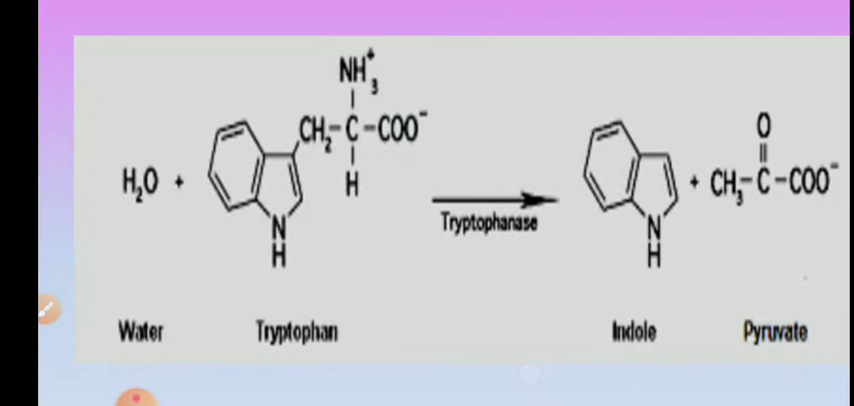 NH₃⁺
CH₂-C-COO⁻
H
H₂O +
N
H
Tryptophanase
O
+ CH₃-C-COO⁻
N
H
Water Tryptophan Indole Pyruvate